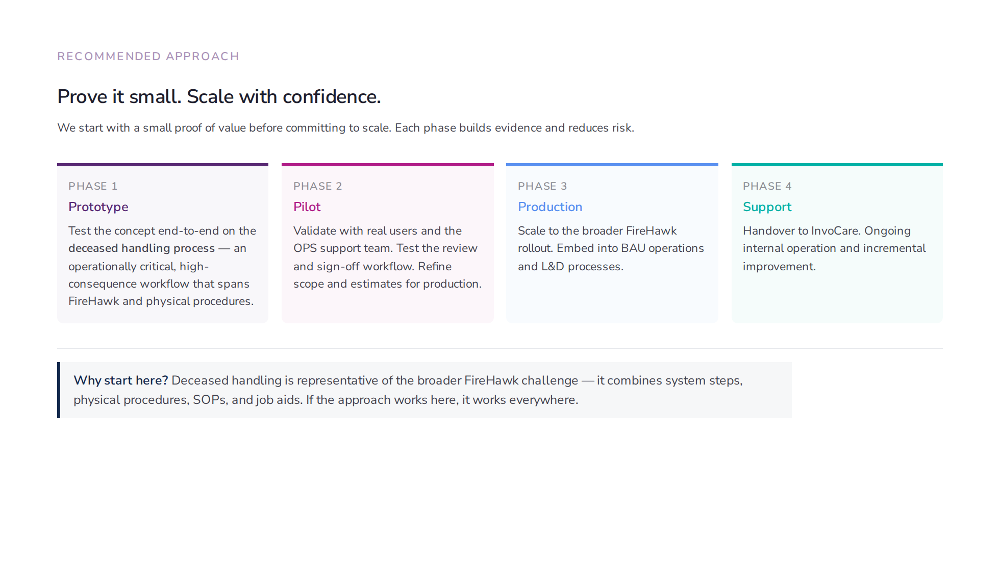 RECOMMENDED APPROACH
Prove it small. Scale with confidence.
We start with a small proof of value before committing to scale. Each phase builds evidence and reduces risk.
PHASE 1
Prototype
Test the concept end-to-end on the
deceased handling process — an
operationally critical, high-
consequence workflow that spans
FireHawk and physical procedures.
PHASE 2
Pilot
Validate with real users and the
OPS support team. Test the review
and sign-off workflow. Refine
scope and estimates for production.
PHASE 3
Production
Scale to the broader FireHawk
rollout. Embed into BAU operations
and L&D processes.
PHASE 4
Support
Handover to InvoCare. Ongoing
internal operation and incremental
improvement.
Why start here? Deceased handling is representative of the broader FireHawk challenge — it combines system steps,
physical procedures, SOPs, and job aids. If the approach works here, it works everywhere.